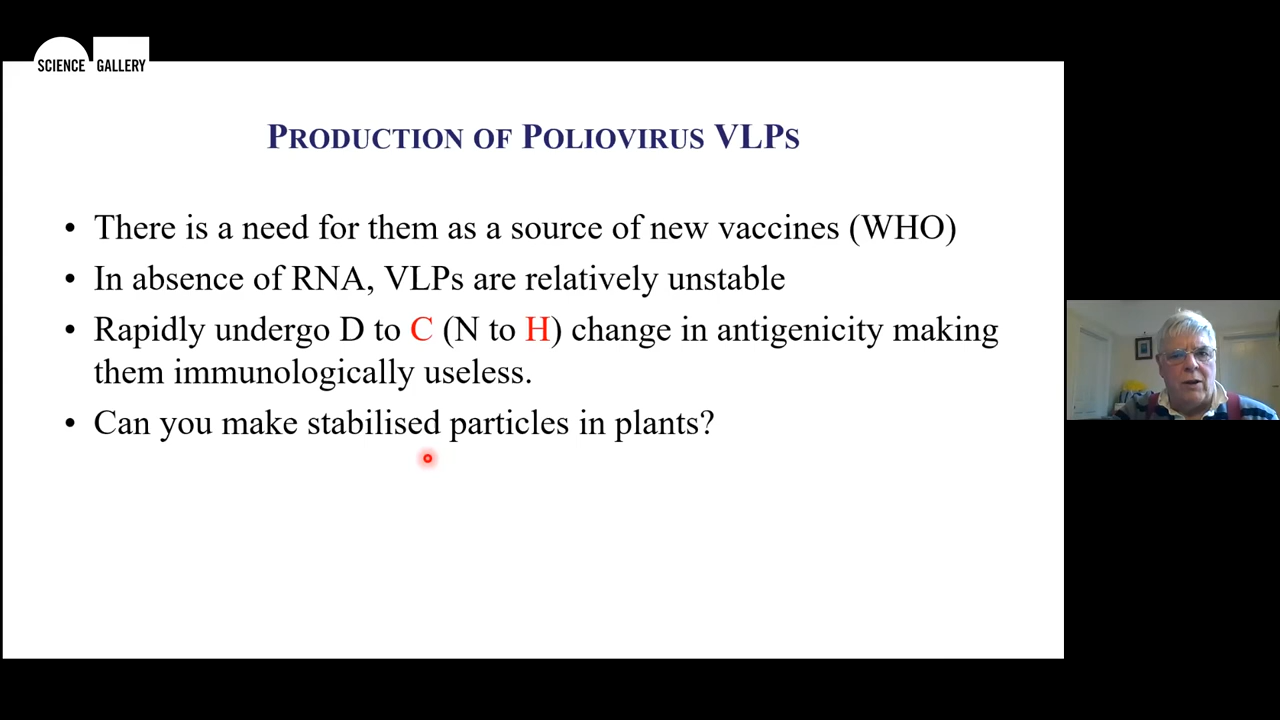 SCIENCE GALLERY
PRODUCTION OF POLIOVIRUS VLPS
• There is a need for them as a source of new vaccines (WHO)
• In absence of RNA, VLPs are relatively unstable
• Rapidly undergo D to C (N to H) change in antigenicity making
them immunologically useless.
• Can you make stabilised particles in plants?